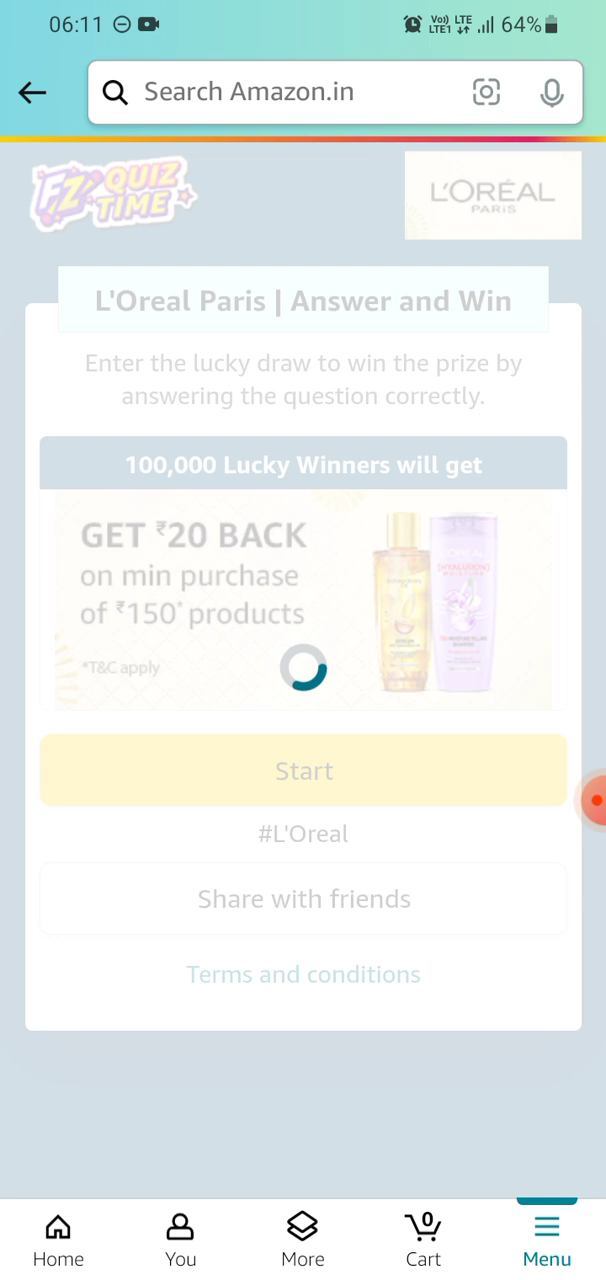 06:11 Vo)) LTE LTE1 64%
Search Amazon.in
FZ QUIZ TIME
L'ORÉAL
PARIS
L'Oreal Paris | Answer and Win
Enter the lucky draw to win the prize by
answering the question correctly.
100,000 Lucky Winners will get
GET ₹20 BACK
on min purchase
of ₹150* products
*T&C apply
Start
#L'Oreal
Share with friends
Terms and conditions
0
Home You More Cart Menu